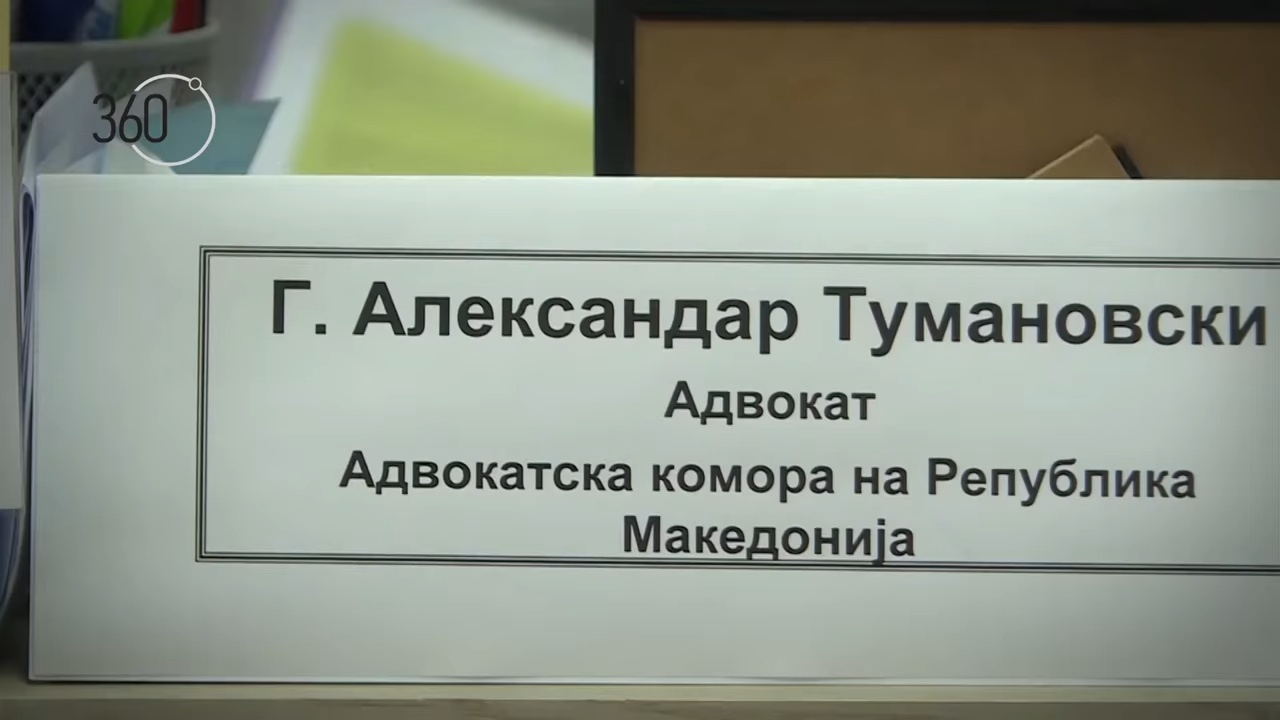 360
Г. Александар Тумановски
Адвокат
Адвокатска комора на Република
Македонија